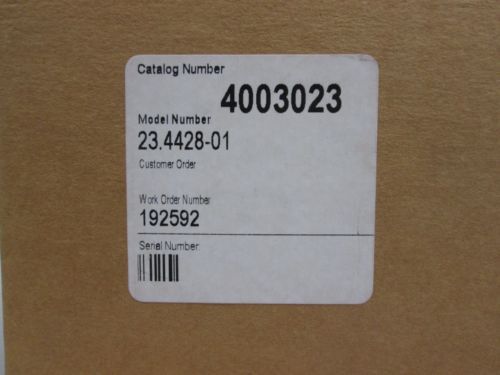 Catalog Number
4003023
Model Number
23.4428-01
Customer Order
Work Order Number
192592
Serial Number: